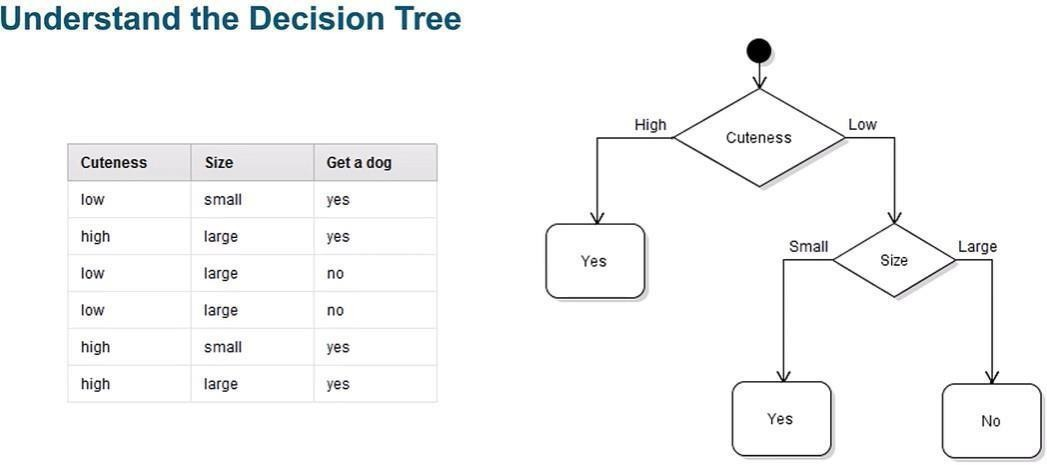 Understand the Decision Tree
Cuteness Size Get a dog
low small yes
high large yes
low large no
low large no
high small yes
high large yes
High Cuteness Low
Yes
Small Size Large
Yes No